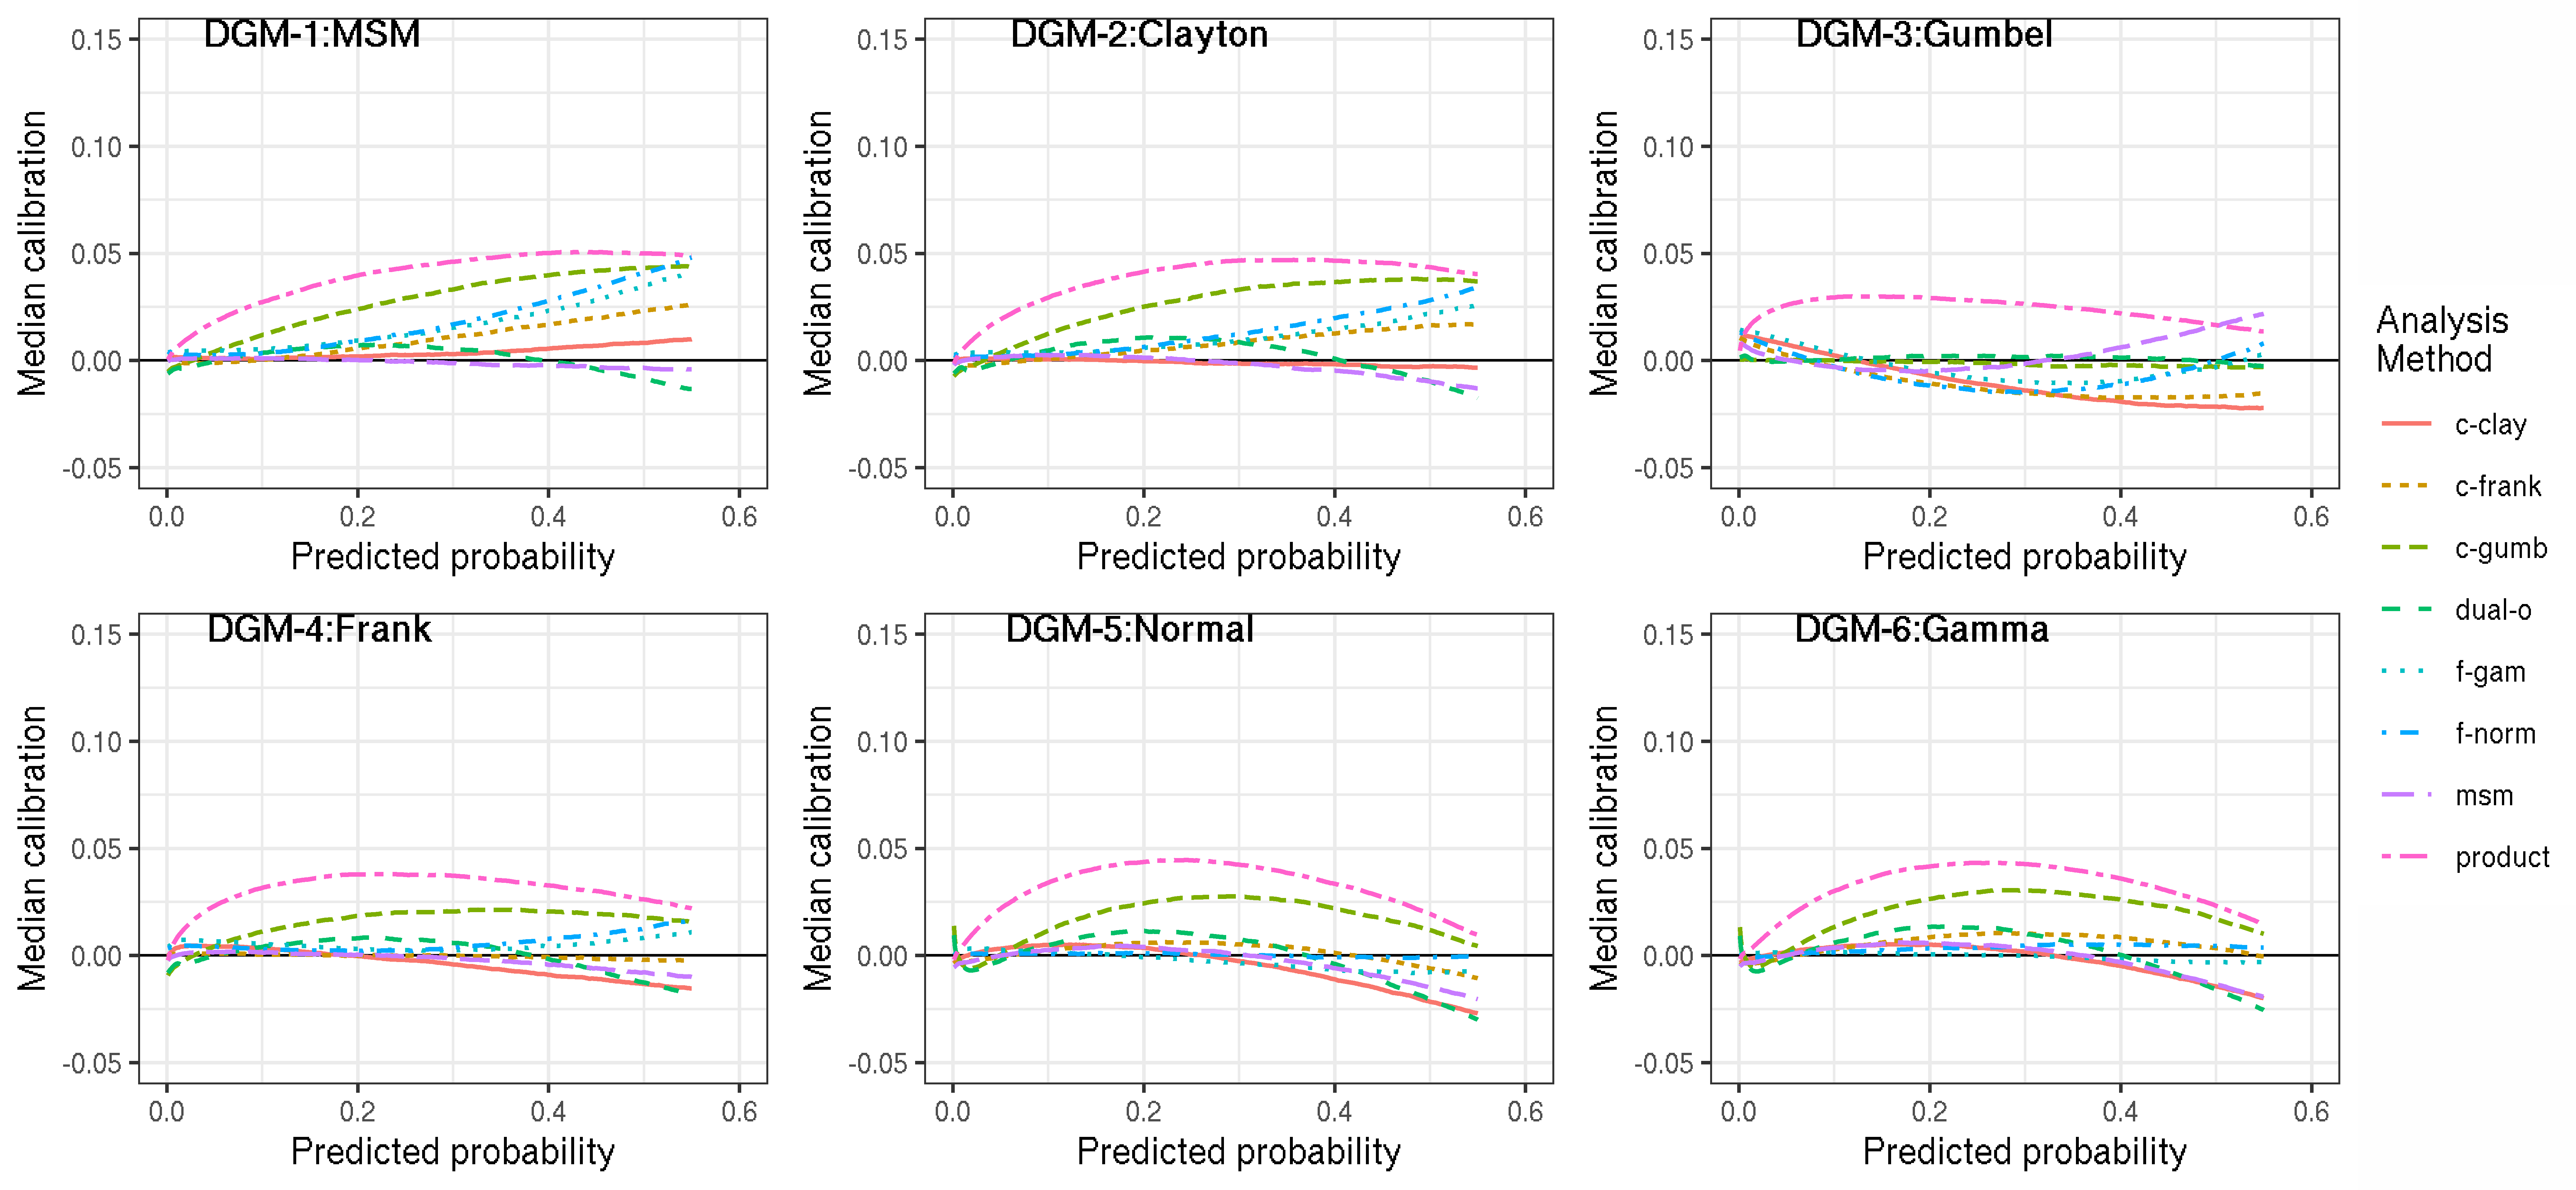 DGM-1:MSM
Median calibration
0.15
0.10
0.05
0.00
-0.05
0.0 0.2 0.4 0.6
Predicted probability
DGM-2:Clayton
Median calibration
0.15
0.10
0.05
0.00
-0.05
0.0 0.2 0.4 0.6
Predicted probability
DGM-3:Gumbel
Median calibration
0.15
0.10
0.05
0.00
-0.05
0.0 0.2 0.4 0.6
Predicted probability
DGM-4:Frank
Median calibration
0.15
0.10
0.05
0.00
-0.05
0.0 0.2 0.4 0.6
Predicted probability
DGM-5:Normal
Median calibration
0.15
0.10
0.05
0.00
-0.05
0.0 0.2 0.4 0.6
Predicted probability
DGM-6:Gamma
Median calibration
0.15
0.10
0.05
0.00
-0.05
0.0 0.2 0.4 0.6
Predicted probability
Analysis
Method
c-clay
c-frank
c-gumb
dual-o
f-gam
f-norm
msm
product